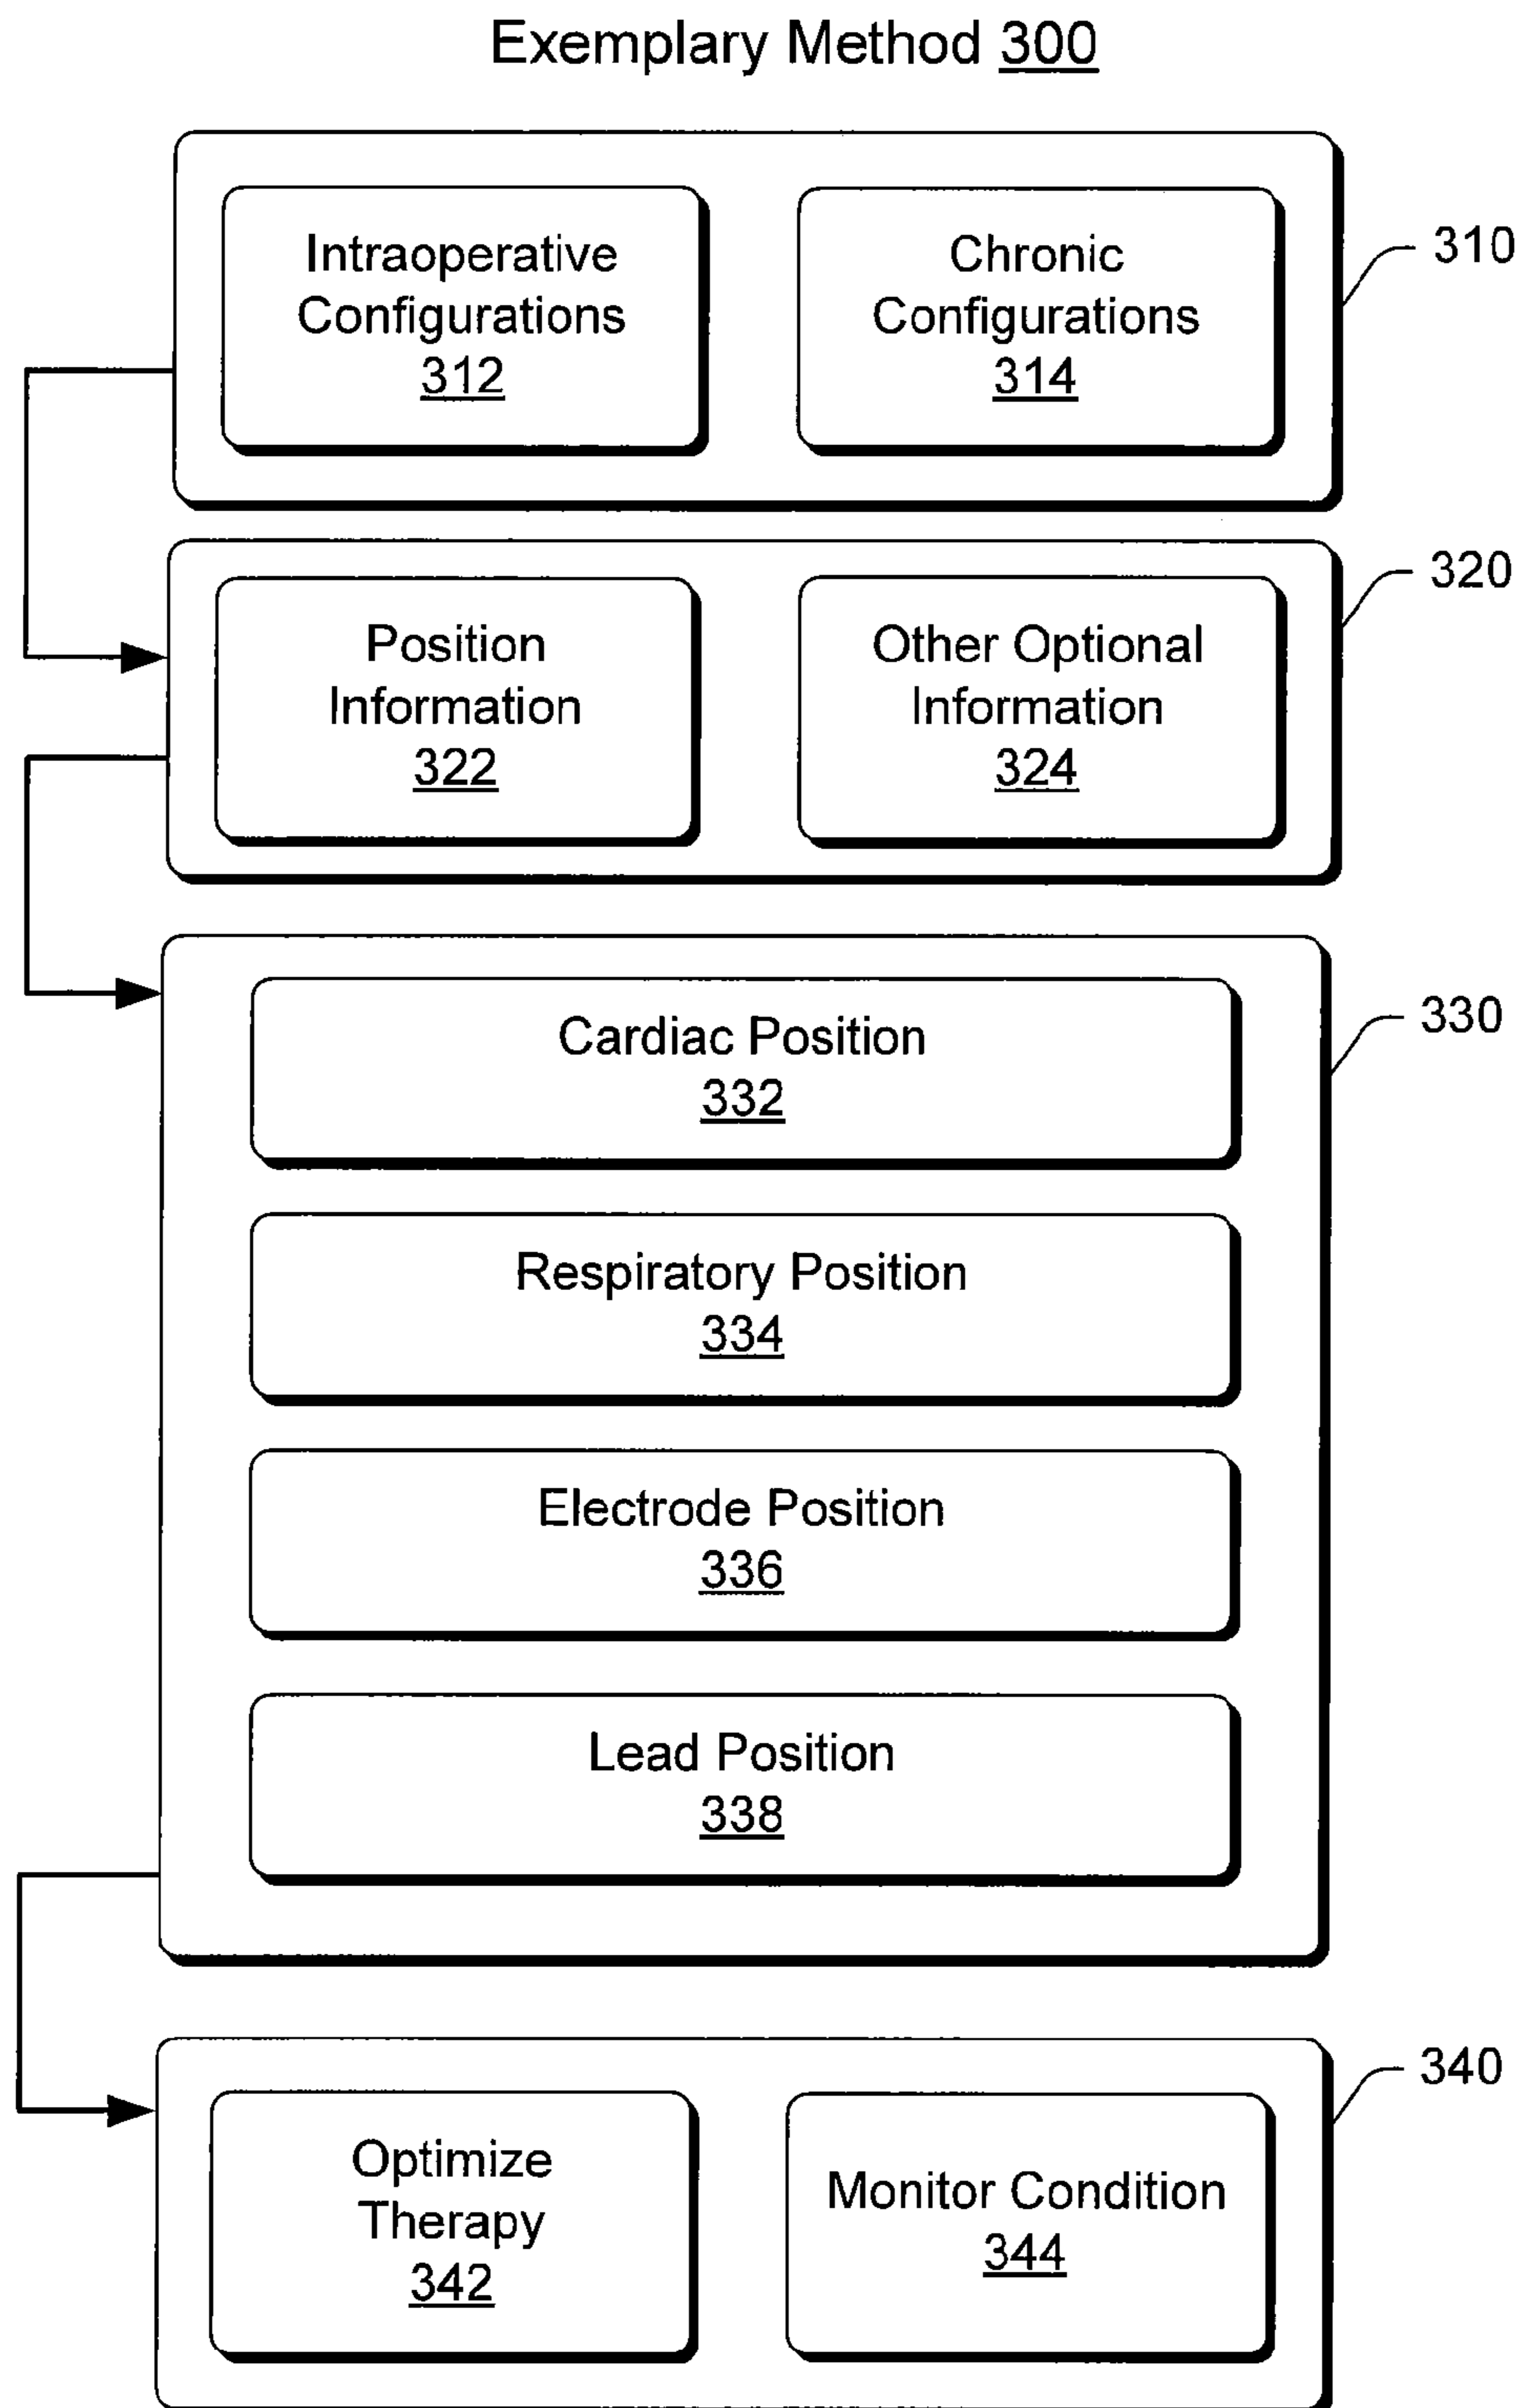 Exemplary Method 300
Intraoperative
Configurations
312
Chronic
Configurations
314
310
Position
Information
322
Other Optional
Information
324
320
Cardiac Position
332
330
Respiratory Position
334
Electrode Position
336
Lead Position
338
Optimize
Therapy
342
Monitor Condition
344
340